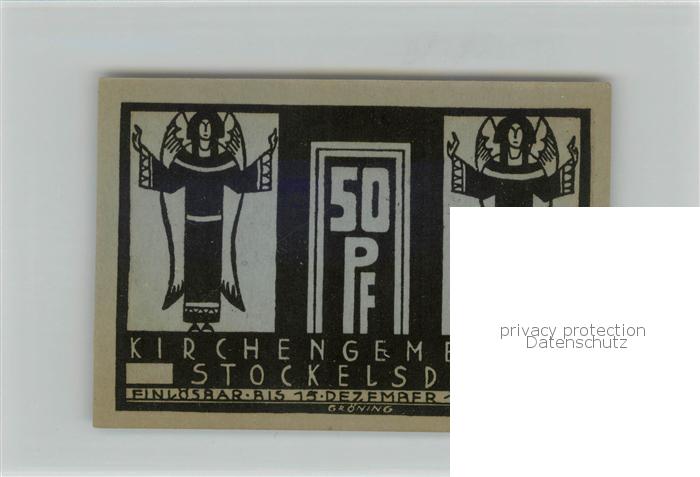 50
PF
KIRCHENGEME
STOCKELSD
EINLÖSBAR·BIS 15·DEZEMBER
GRÖNING
privacy protection
Datenschutz